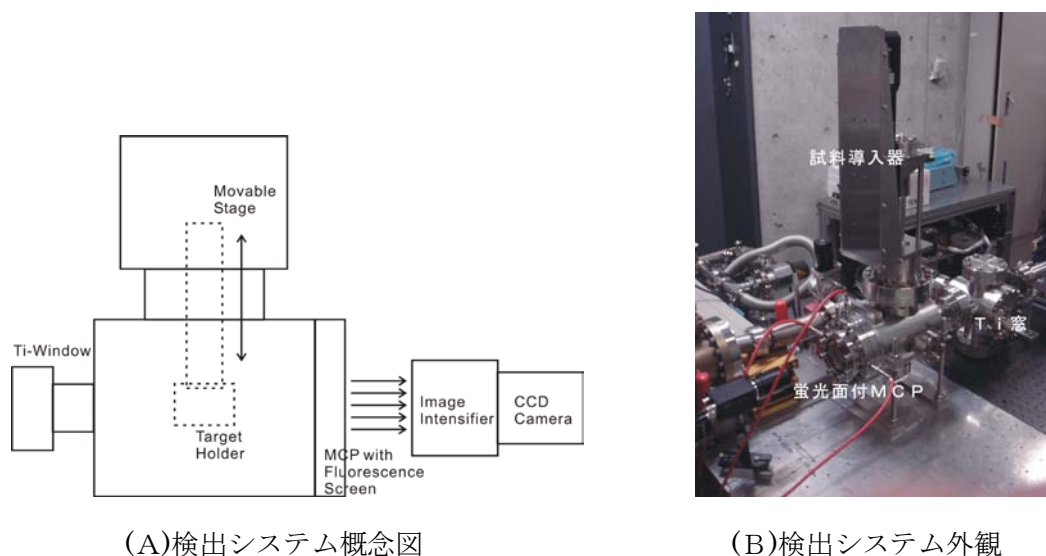 Movable
Stage
Ti-Window
Target
Holder
MCP with
Fluorescence
Screen
Image
Intensifier
CCD
Camera
試料導入器
Ti窓
蛍光面付MCP
(A)検出システム概念図
(B)検出システム外観